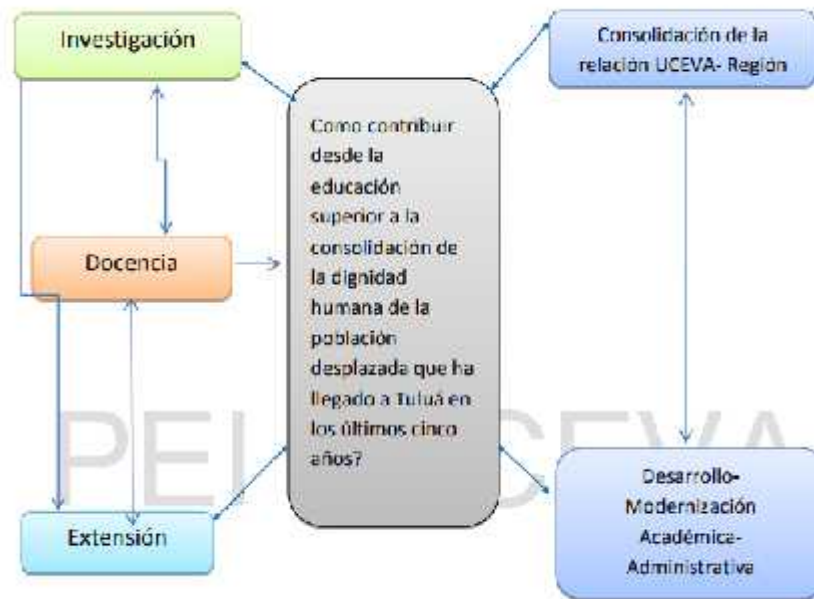 Investigación
Consolidación de la
relación UCEVA- Región
Como contribuir
desde la
educación
superior a la
consolidación de
la dignidad
humana de la
población
desplazada que ha
llegado a Tuluá en
los últimos cinco
años?
Docencia
Extensión
Desarrollo-
Modernización
Académica-
Administrativa
PEI
CEVA